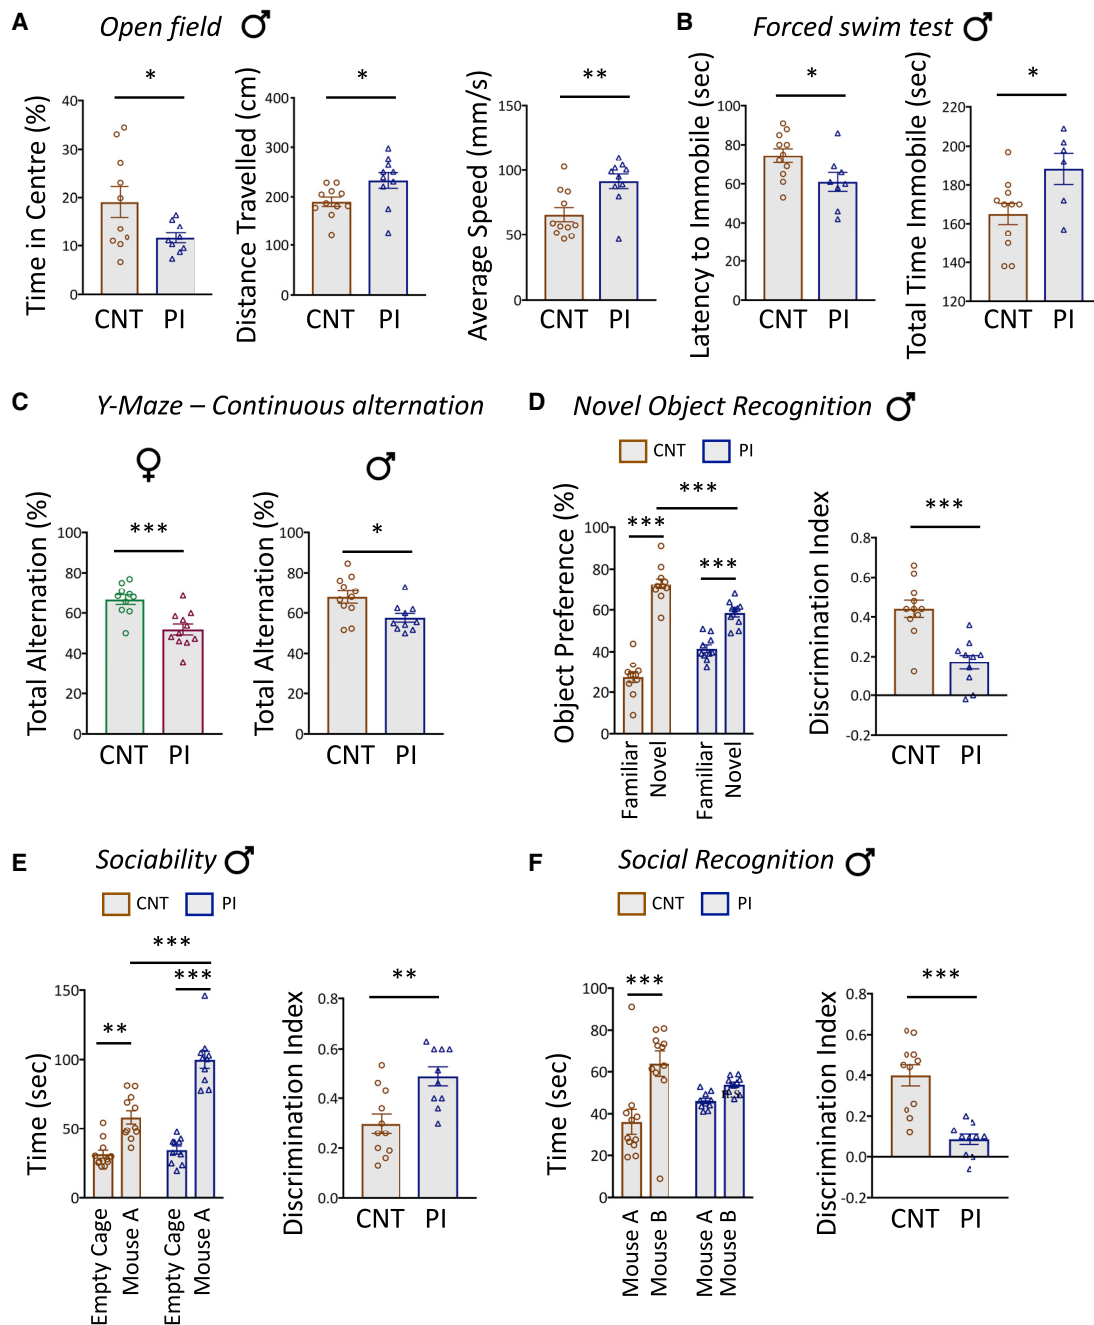 A
Open field ♂
B
Forced swim test ♂
Time in Centre (%)
*
40
30
20
10
0
CNT PI
Distance Travelled (cm)
*
400
300
200
100
0
CNT PI
Average Speed (mm/s)
**
150
100
50
0
CNT PI
Latency to Immobile (sec)
*
100
80
60
40
20
0
CNT PI
Total Time Immobile (sec)
*
220
200
180
160
140
120
CNT PI
C
Y-Maze – Continuous alternation
♀
♂
Total Alternation (%)
***
100
80
60
40
20
0
CNT PI
Total Alternation (%)
*
100
80
60
40
20
0
CNT PI
D
Novel Object Recognition ♂
CNT PI
Object Preference (%)
***
***
***
100
80
60
40
20
0
Familiar
Novel
Familiar
Novel
Discrimination Index
***
0.8
0.6
0.4
0.2
0.0
-0.2
CNT PI
E
Sociability ♂
CNT PI
Time (sec)
***
***
**
150
100
50
0
Empty Cage
Mouse A
Empty Cage
Mouse A
Discrimination Index
**
0.8
0.6
0.4
0.2
0.0
CNT PI
F
Social Recognition ♂
CNT PI
Time (sec)
***
100
80
60
40
20
0
Mouse A
Mouse B
Mouse A
Mouse B
Discrimination Index
***
0.8
0.6
0.4
0.2
0.0
-0.2
CNT PI